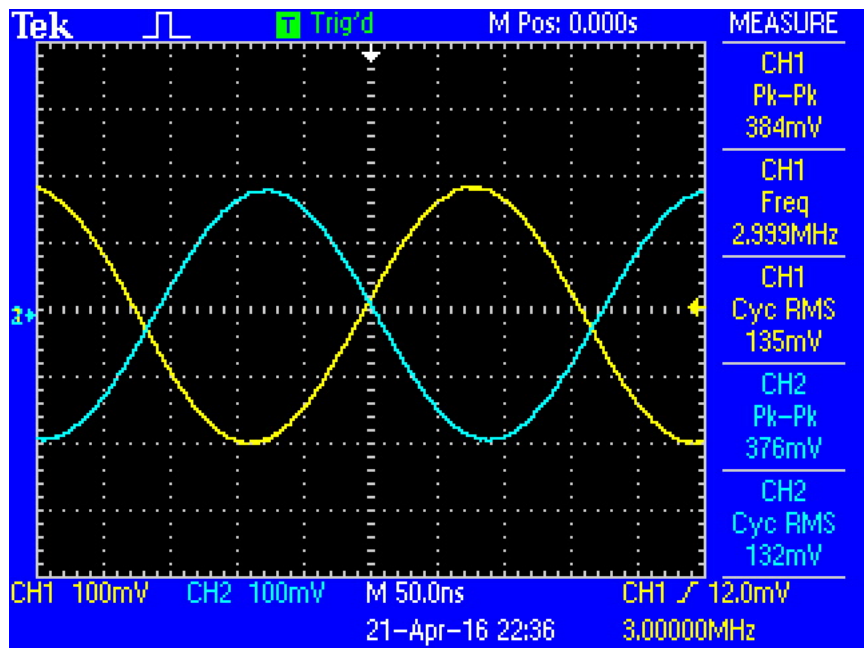 Tek T Trig'd M Pos: 0.000s MEASURE
CH1
Pk-Pk
384mV
CH1
Freq
2.999MHz
CH1
Cyc RMS
135mV
CH2
Pk-Pk
376mV
CH2
Cyc RMS
132mV
CH1 100mV CH2 100mV M 50.0ns CH1 12.0mV
21-Apr-16 22:36 3.00000MHz